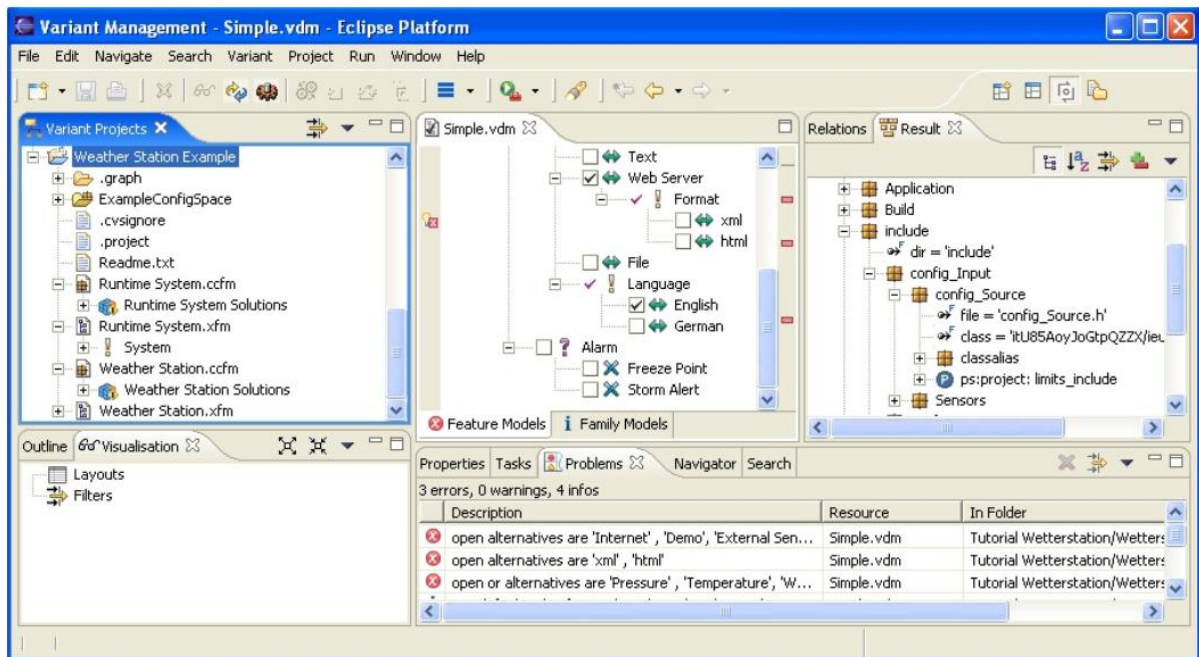 Variant Management - Simple.vdm - Eclipse Platform
File Edit Navigate Search Variant Project Run Window Help
Variant Projects
Weather Station Example
.graph
ExampleConfigSpace
.cvsignore
.project
Readme.txt
Runtime System.ccfm
Runtime System Solutions
Runtime System.xfm
System
Weather Station.ccfm
Weather Station Solutions
Weather Station.xfm
Simple.vdm
Text
Web Server
Format
xml
html
File
Language
English
German
Alarm
Freeze Point
Storm Alert
Feature Models Family Models
Relations Result
Application
Build
include
dir = 'include'
config_Input
config_Source
file = 'config_Source.h'
class = 'itU85AoyJoGtpQZZX/ieu
classalias
ps:project: limits_include
Sensors
Outline Visualisation
Layouts
Filters
Properties Tasks Problems Navigator Search
3 errors, 0 warnings, 4 infos
Description Resource In Folder
open alternatives are 'Internet' , 'Demo', 'External Sen... Simple.vdm Tutorial Wetterstation/Wetters
open alternatives are 'xml' , 'html' Simple.vdm Tutorial Wetterstation/Wetters
open or alternatives are 'Pressure' , 'Temperature', 'W... Simple.vdm Tutorial Wetterstation/Wetters